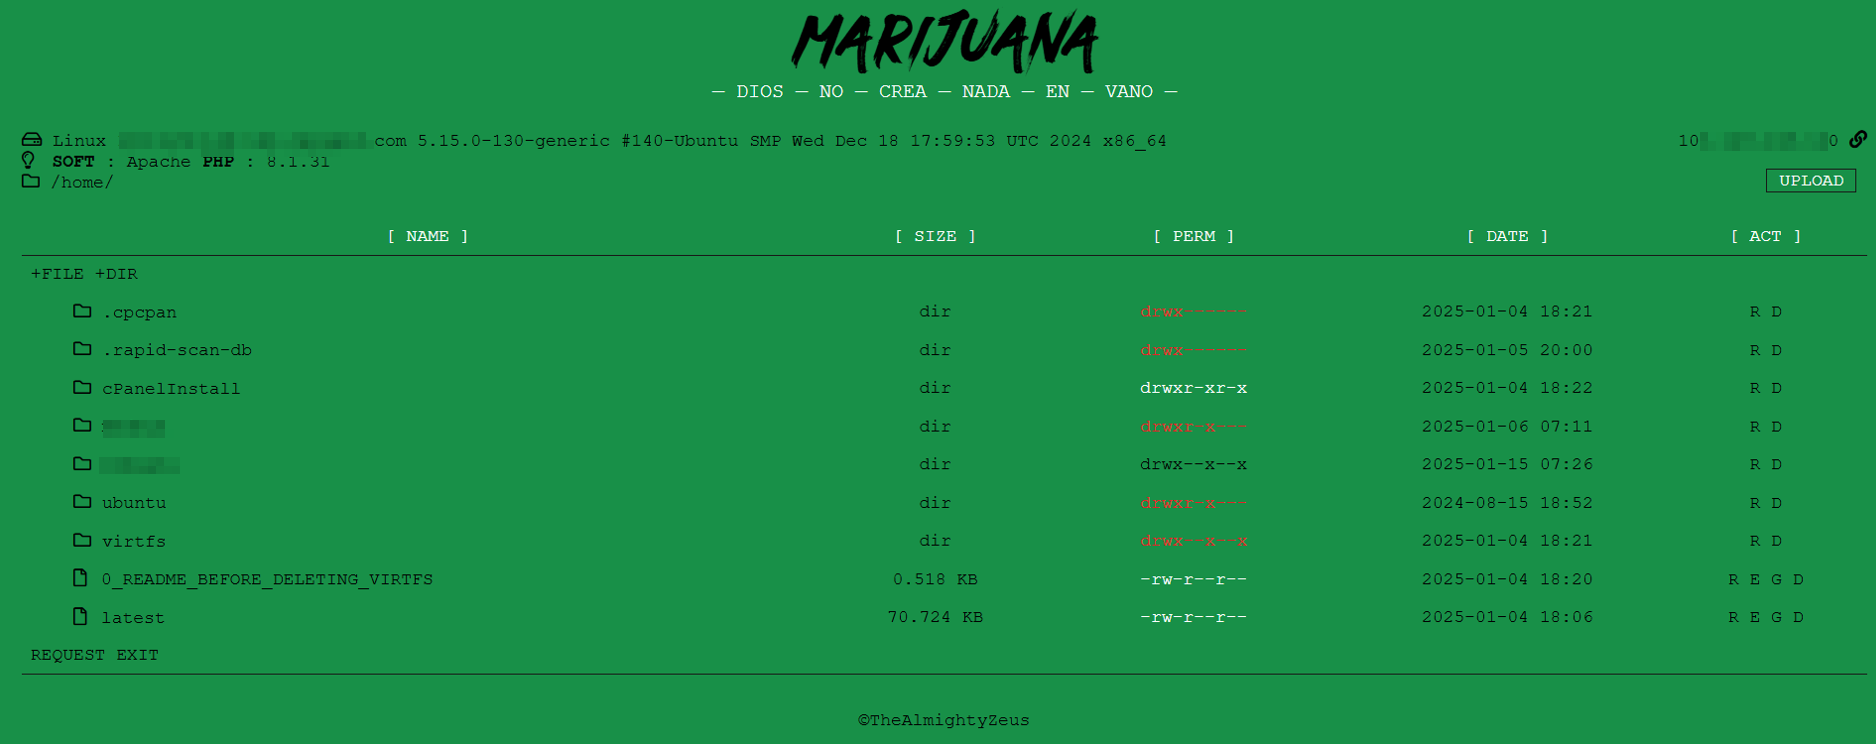 MARIJUANA
— DIOS — NO — CREA — NADA — EN — VANO —
Linux com 5.15.0-130-generic #140-Ubuntu SMP Wed Dec 18 17:59:53 UTC 2024 x86_64 10 0
SOFT : Apache PHP : 8.1.31
/home/ UPLOAD
[ NAME ] [ SIZE ] [ PERM ] [ DATE ] [ ACT ]
+FILE +DIR
.cpcpan dir drwx------ 2025-01-04 18:21 R D
.rapid-scan-db dir drwx------ 2025-01-05 20:00 R D
cPanelInstall dir drwxr-xr-x 2025-01-04 18:22 R D
dir drwxr-x--- 2025-01-06 07:11 R D
dir drwx--x--x 2025-01-15 07:26 R D
ubuntu dir drwxr-x--- 2024-08-15 18:52 R D
virtfs dir drwx--x--x 2025-01-04 18:21 R D
0_README_BEFORE_DELETING_VIRTFS 0.518 KB -rw-r--r-- 2025-01-04 18:20 R E G D
latest 70.724 KB -rw-r--r-- 2025-01-04 18:06 R E G D
REQUEST EXIT
©TheAlmightyZeus